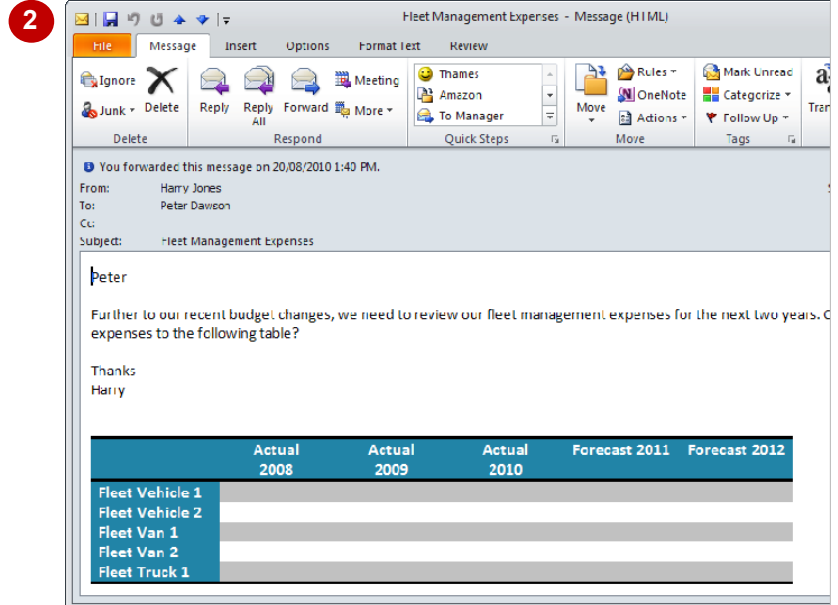 2
Fleet Management Expenses - Message (HTML)
File Message Insert Options Format Text Review
Ignore
Junk
Delete
Reply
Reply All
Forward
Meeting
More
Thames
Amazon
To Manager
Move
Rules
OneNote
Actions
Mark Unread
Categorize
Follow Up
Delete Respond Quick Steps Move Tags
You forwarded this message on 20/08/2010 1:40 PM.
From: Harry Jones
To: Peter Dawson
Cc:
Subject: Fleet Management Expenses
Peter
Further to our recent budget changes, we need to review our fleet management expenses for the next two years.
expenses to the following table?
Thanks
Harry
Actual Actual Actual Forecast 2011 Forecast 2012
2008 2009 2010
Fleet Vehicle 1
Fleet Vehicle 2
Fleet Van 1
Fleet Van 2
Fleet Truck 1